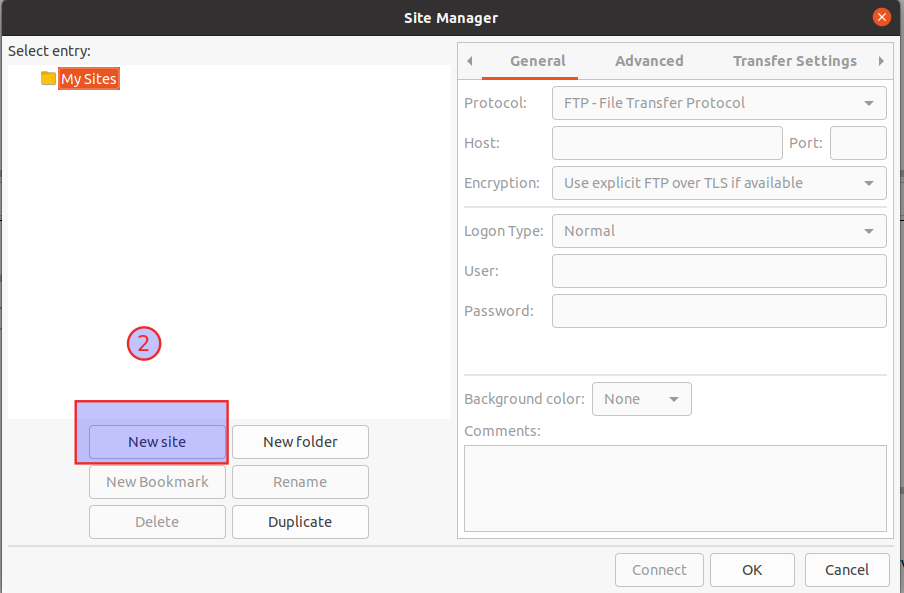 Site Manager
Select entry:
My Sites
General
Advanced
Transfer Settings
Protocol:
FTP - File Transfer Protocol
Host:
Port:
Encryption:
Use explicit FTP over TLS if available
Logon Type:
Normal
User:
Password:
Background color:
None
Comments:
2
New site
New folder
New Bookmark
Rename
Delete
Duplicate
Connect
OK
Cancel